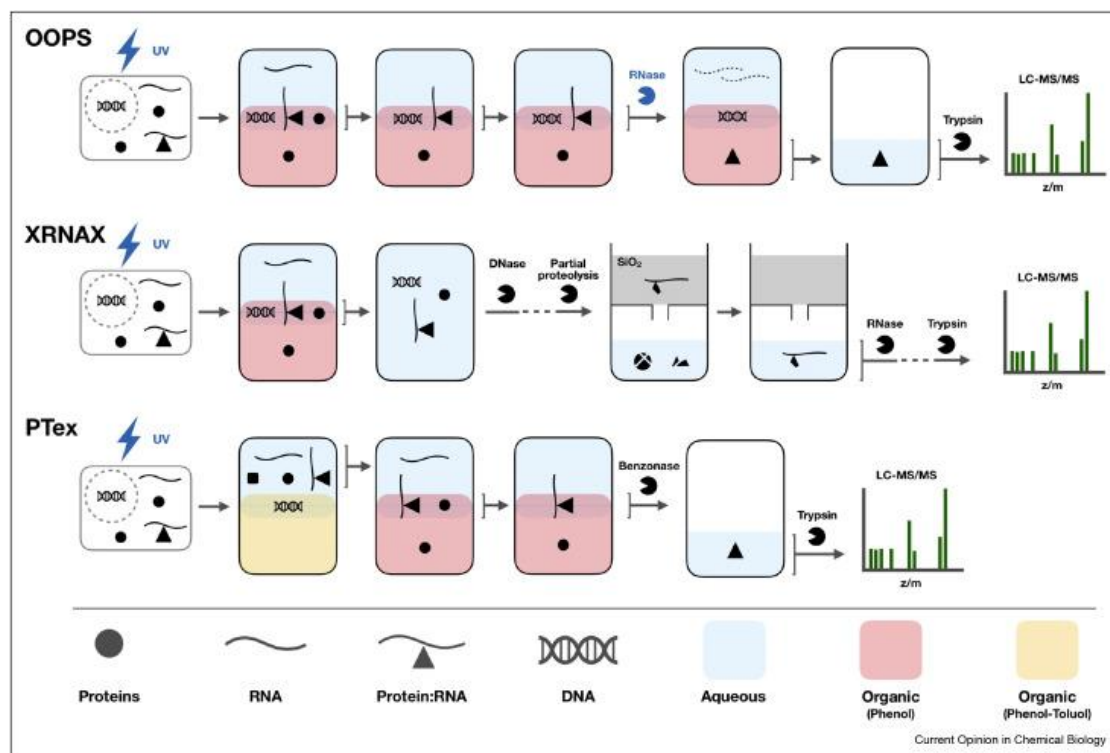 OOPS
UV
RNase
LC-MS/MS
Trypsin
z/m
XRNAX
UV
DNase
Partial
proteolysis
SiO₂
LC-MS/MS
RNase
Trypsin
z/m
PTex
UV
Benzonase
LC-MS/MS
Trypsin
z/m
Proteins
RNA
Protein:RNA
DNA
Aqueous
Organic
(Phenol)
Organic
(Phenol-Toluol)
Current Opinion in Chemical Biology